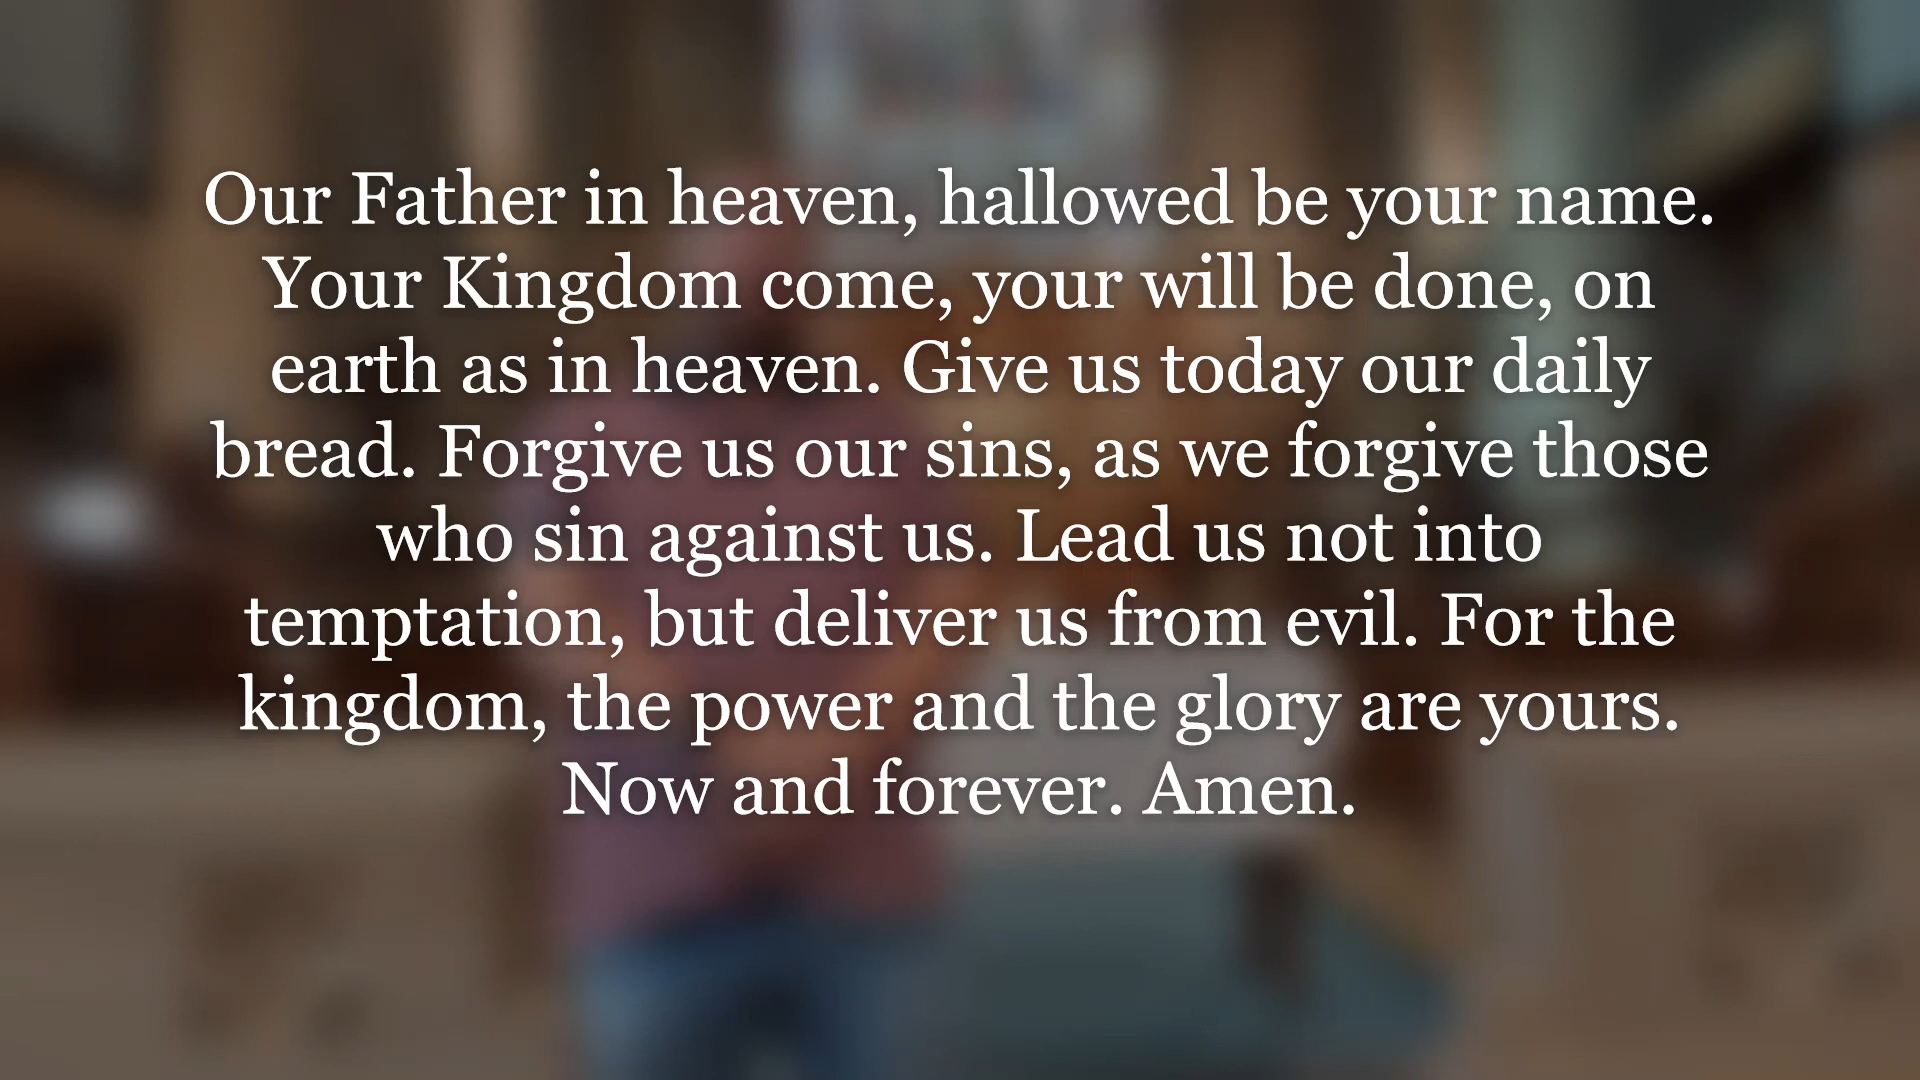 Our Father in heaven, hallowed be your name.
Your Kingdom come, your will be done, on
earth as in heaven. Give us today our daily
bread. Forgive us our sins, as we forgive those
who sin against us. Lead us not into
temptation, but deliver us from evil. For the
kingdom, the power and the glory are yours.
Now and forever. Amen.